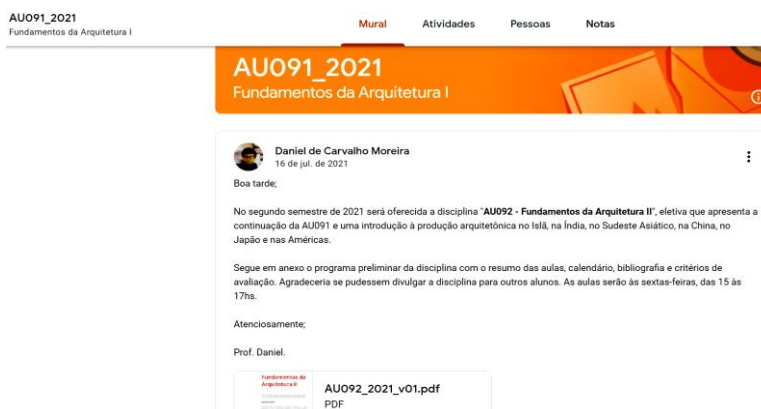 AU091_2021
Fundamentos da Arquitetura I
Mural Atividades Pessoas Notas
AU091_2021
Fundamentos da Arquitetura I
Daniel de Carvalho Moreira
16 de jul. de 2021
Boa tarde;
No segundo semestre de 2021 será oferecida a disciplina "AU092 - Fundamentos da Arquitetura II", eletiva que apresenta a
continuação da AU091 e uma introdução à produção arquitetônica no Islã, na Índia, no Sudeste Asiático, na China, no
Japão e nas Américas.
Segue em anexo o programa preliminar da disciplina com o resumo das aulas, calendário, bibliografia e critérios de
avaliação. Agradeceria se pudessem divulgar a disciplina para outros alunos. As aulas serão às sextas-feiras, das 15 às
17hs.
Atenciosamente;
Prof. Daniel.
Fundamentos da
Arquitetura II
AU092_2021_v01.pdf
PDF